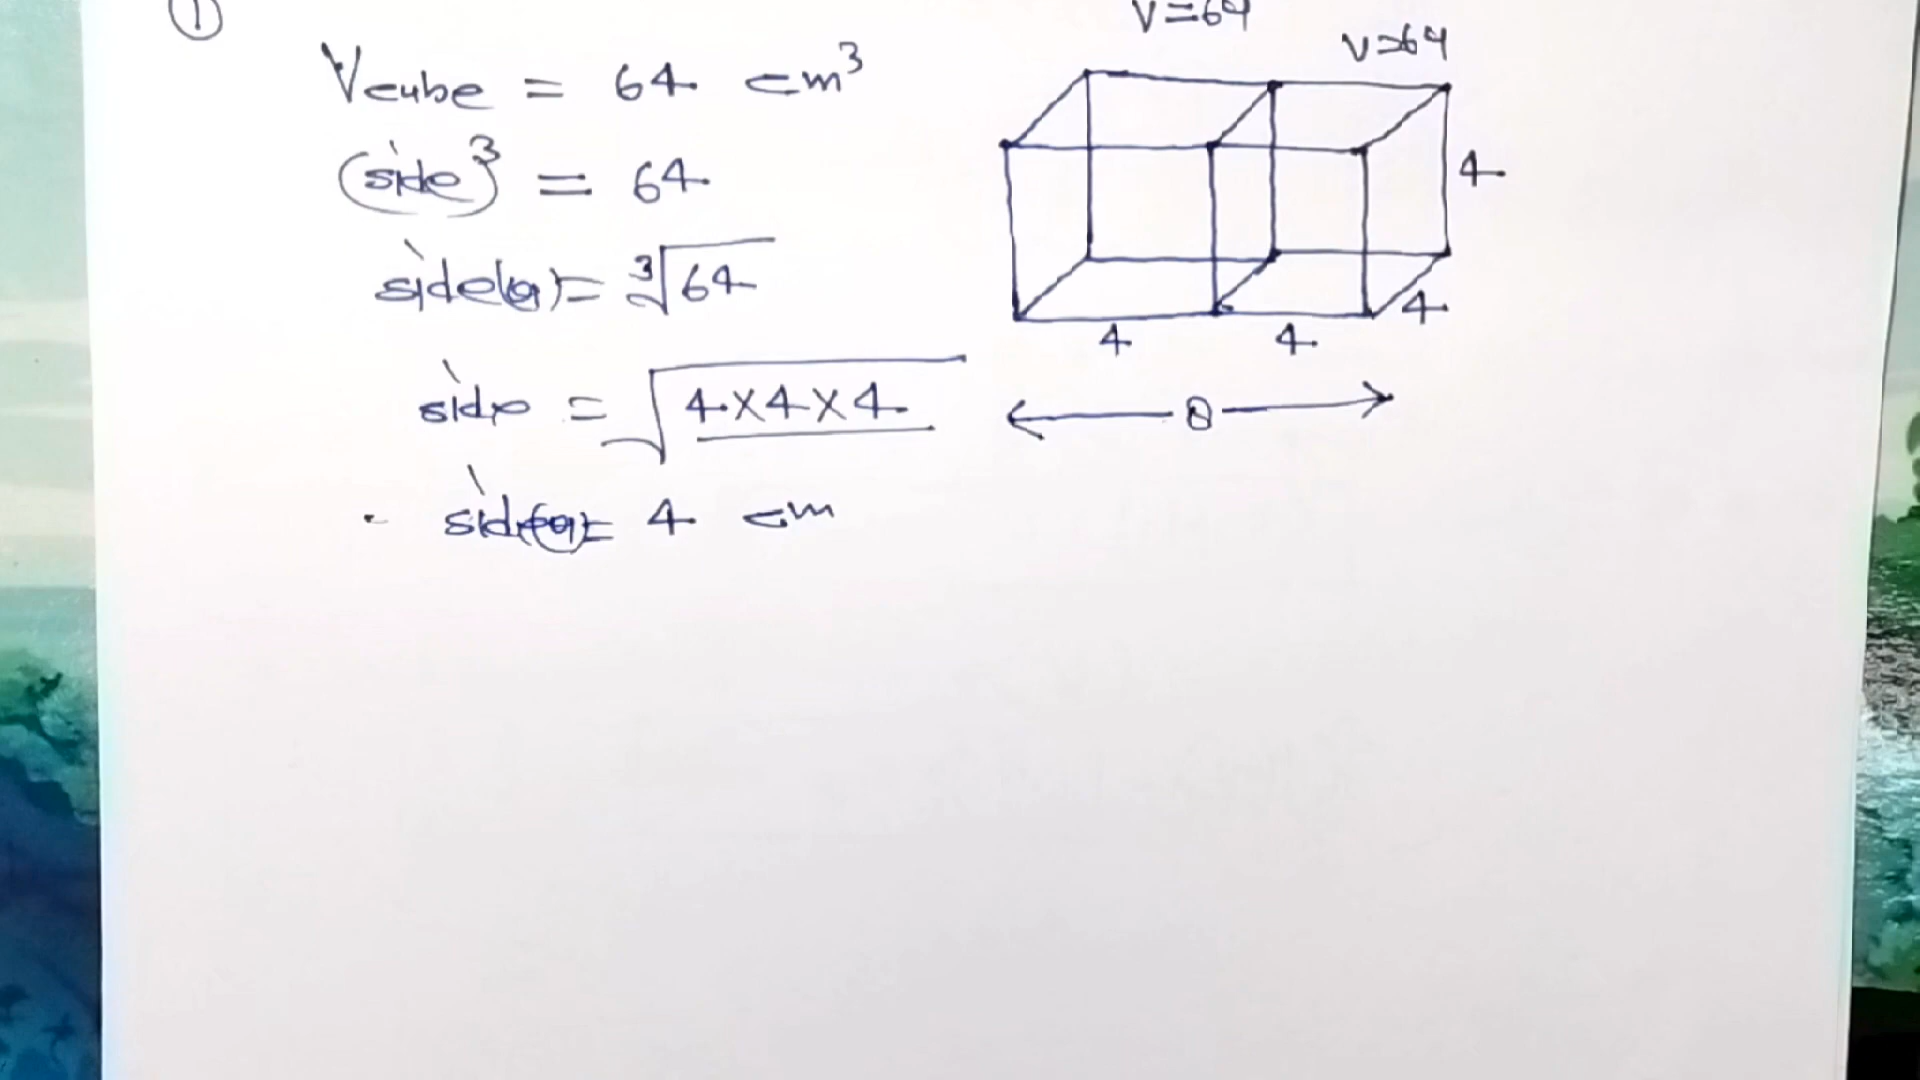 ①
V=64
V=64
Vcube = 64 cm³
(side)³ = 64
side(a) = ³√64
side = √4×4×4
side(a) = 4 cm
4
4
4 4
8